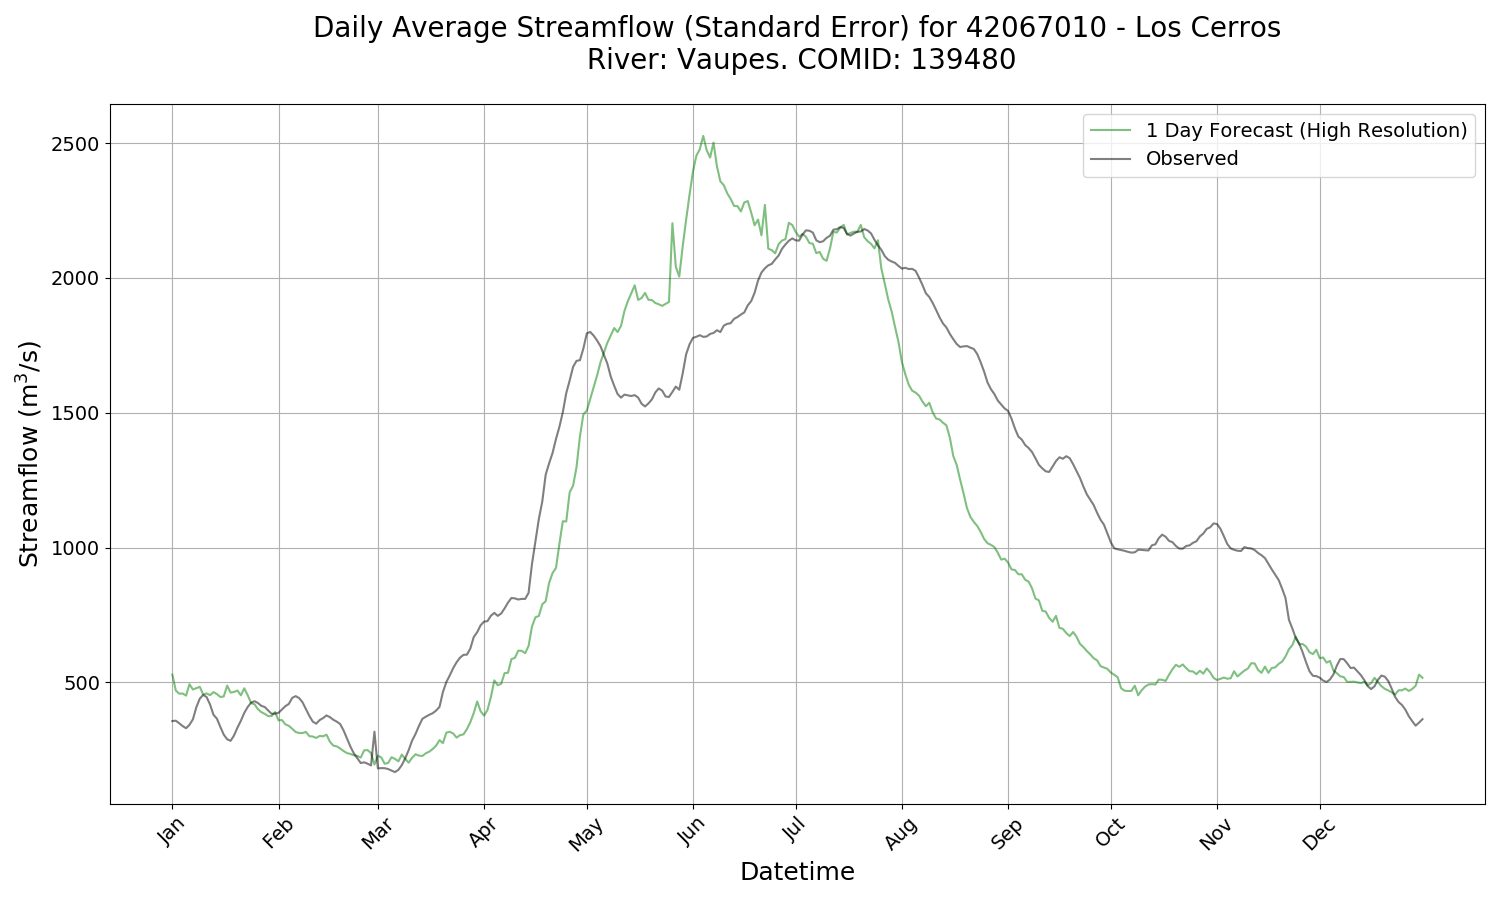 Daily Average Streamflow (Standard Error) for 42067010 - Los Cerros
River: Vaupes. COMID: 139480
1 Day Forecast (High Resolution)
Observed
Streamflow (m³/s)
2500
2000
1500
1000
500
Jan
Feb
Mar
Apr
May
Jun
Jul
Aug
Sep
Oct
Nov
Dec
Datetime